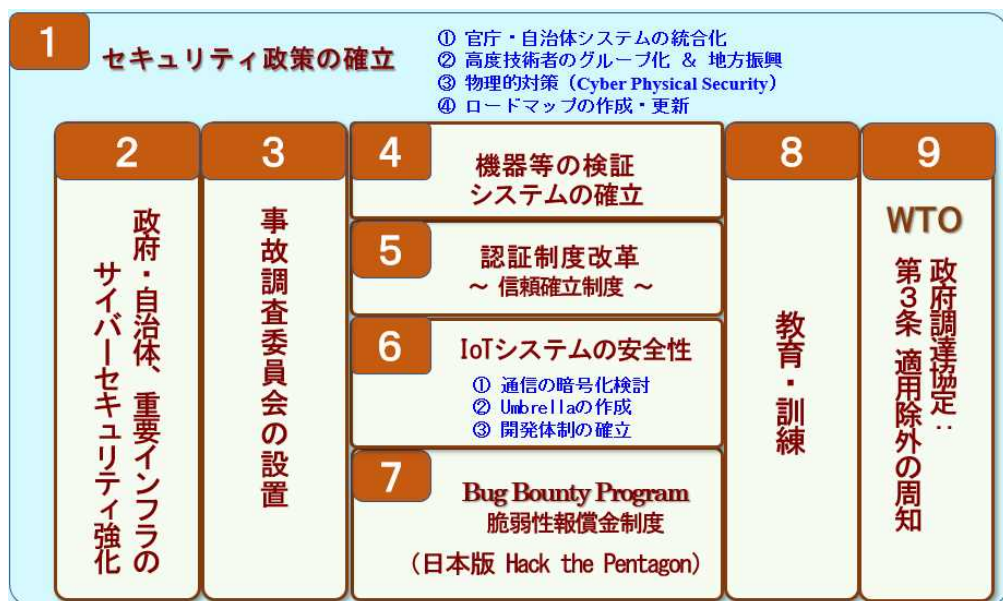 1
セキュリティ政策の確立
① 官庁・自治体システムの統合化
② 高度技術者のグループ化 ＆ 地方振興
③ 物理的対策（Cyber Physical Security）
④ ロードマップの作成・更新
2
政府・自治体、重要インフラの
サイバーセキュリティ強化
3
事故調査委員会の設置
4
機器等の検証
システムの確立
5
認証制度改革
～ 信頼確立制度 ～
6
IoTシステムの安全性
① 通信の暗号化検討
② Umbrellaの作成
③ 開発体制の確立
7
Bug Bounty Program
脆弱性報償金制度
（日本版 Hack the Pentagon）
8
教育・訓練
9
WTO
政府調達協定：
第３条 適用除外の周知